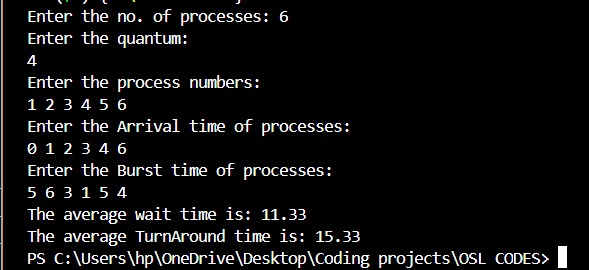 Enter the no. of processes: 6
Enter the quantum:
4
Enter the process numbers:
1 2 3 4 5 6
Enter the Arrival time of processes:
0 1 2 3 4 6
Enter the Burst time of processes:
5 6 3 1 5 4
The average wait time is: 11.33
The average TurnAround time is: 15.33
PS C:\Users\hp\OneDrive\Desktop\Coding projects\OSL CODES>